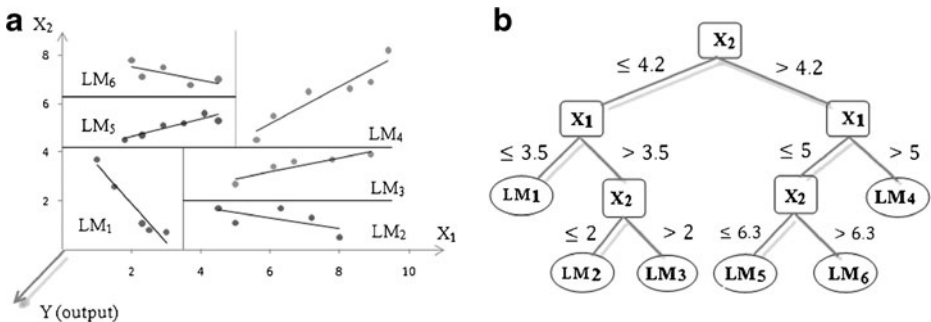 a
X₂
8
6
4
2
LM₆
LM₅
LM₄
LM₃
LM₁
LM₂
X₁
2 4 6 8 10
Y (output)
b
X₂
≤ 4.2 > 4.2
X₁ X₁
≤ 3.5 > 3.5 ≤ 5 > 5
LM1 X₂ X₂ LM4
≤ 2 > 2 ≤ 6.3 > 6.3
LM2 LM3 LM5 LM6